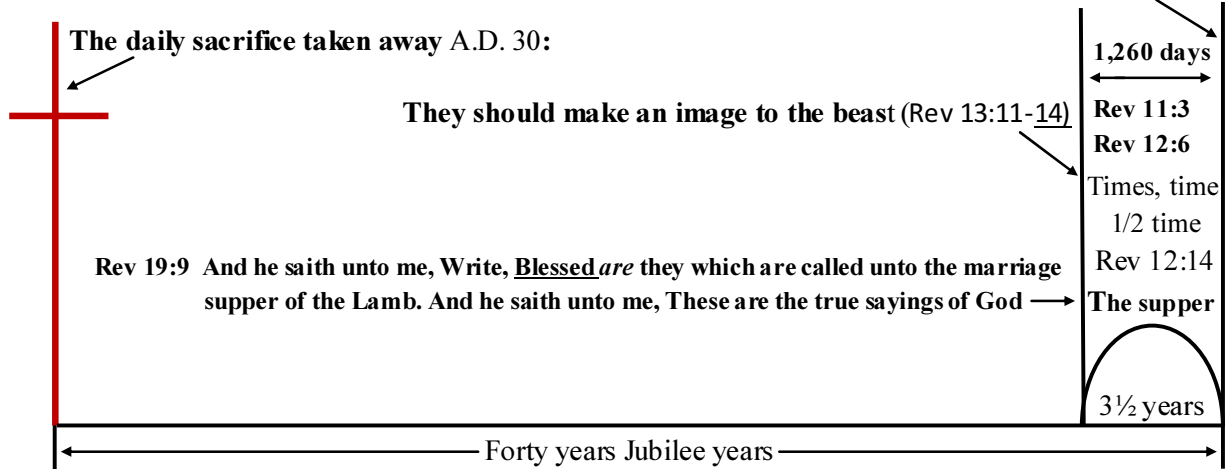 The daily sacrifice taken away A.D. 30:
1,260 days
They should make an image to the beast (Rev 13:11-14)
Rev 11:3
Rev 12:6
Times, time
1/2 time
Rev 12:14
Rev 19:9 And he saith unto me, Write, Blessed are they which are called unto the marriage
supper of the Lamb. And he saith unto me, These are the true sayings of God
The supper
3½ years
Forty years Jubilee years